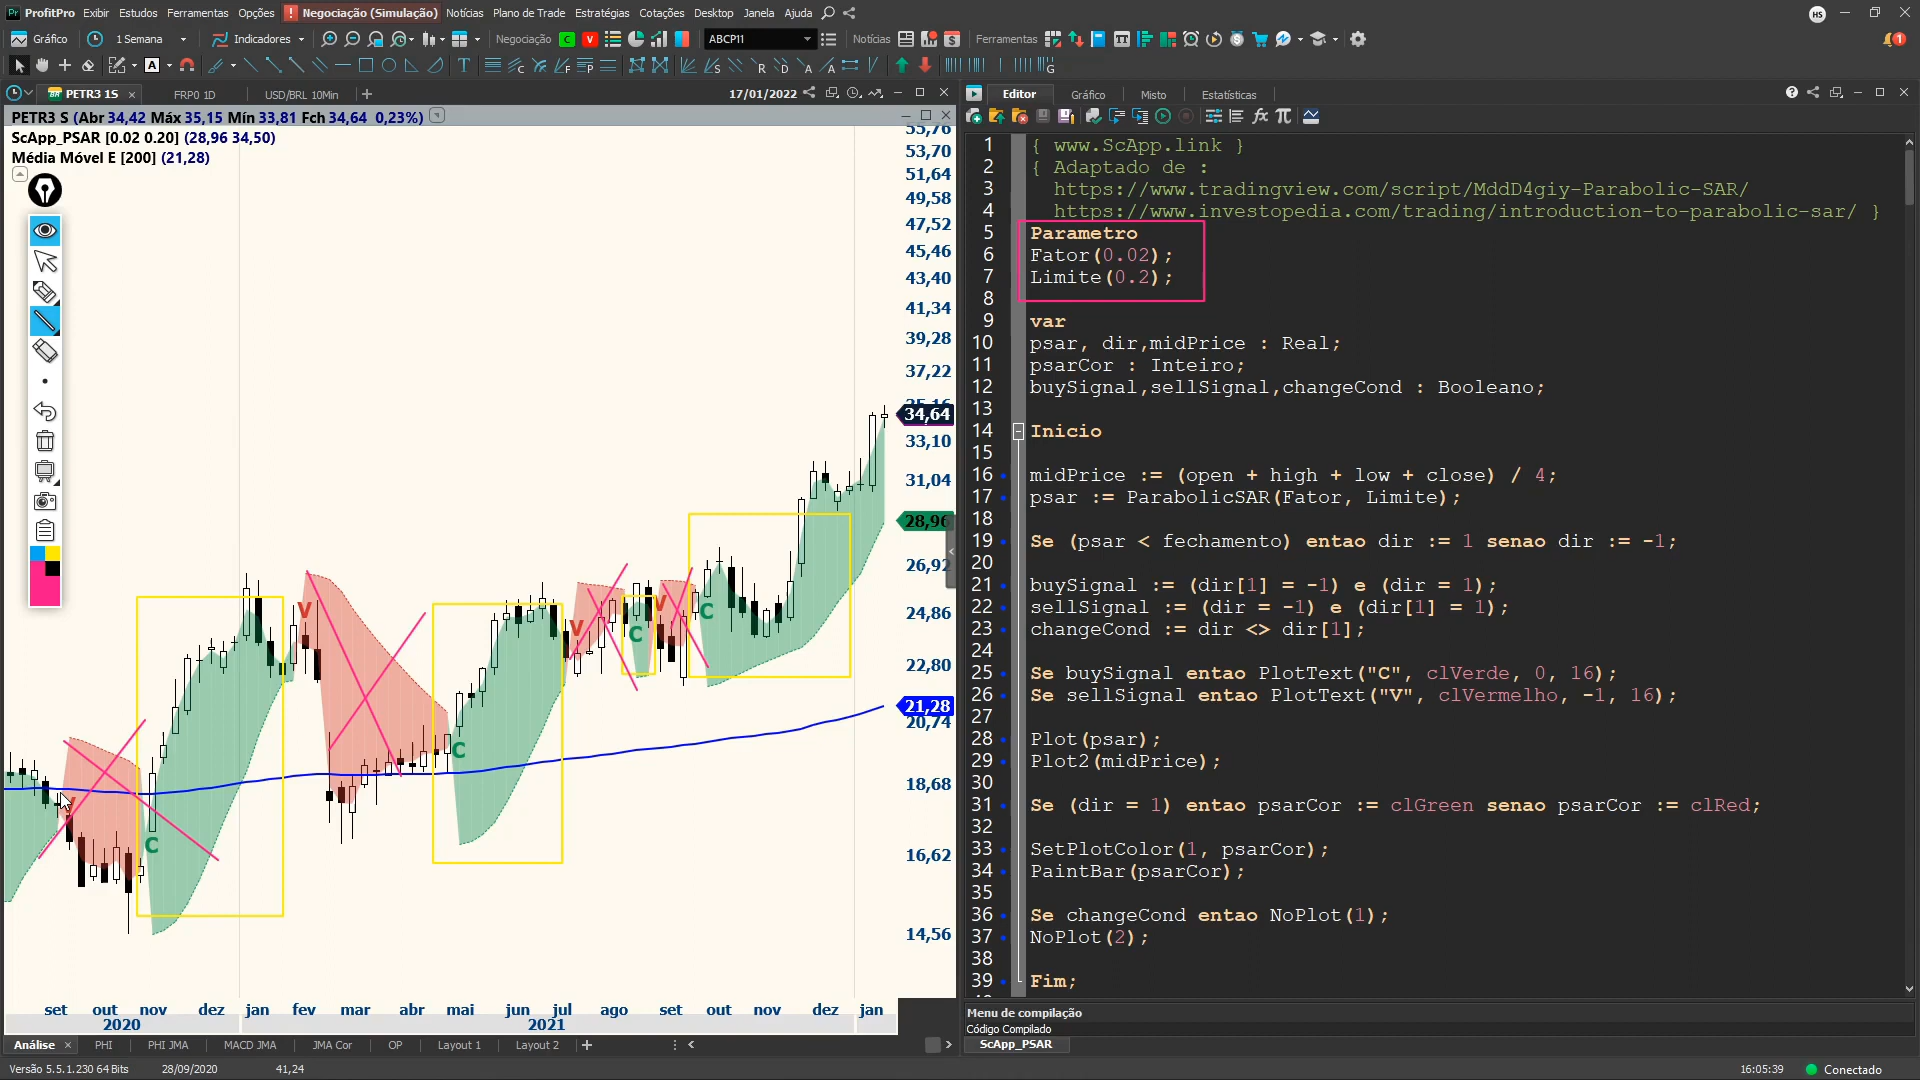 ProfitPro Exibir Estudos Ferramentas Opções ! Negociação (Simulação) Notícias Plano de Trade Estratégias Cotações Desktop Janela Ajuda HS
Gráfico 1 Semana Indicadores Negociação C V ABCP11 Notícias Ferramentas 1
PETR3 1S × FRP0 1D USD/BRL 10Min + 17/01/2022
PETR3 S (Abr 34,42 Máx 35,15 Mín 33,81 Fch 34,64 0,23%)
ScApp_PSAR [0.02 0.20] (28,96 34,50)
Média Móvel E [200] (21,28)
55,76
53,70
51,64
49,58
47,52
45,46
43,40
41,34
39,28
37,22
34,64
33,10
31,04
28,96
26,92
24,86
22,80
21,28
20,74
18,68
16,62
14,56
V
V
V
C
C
C
C
set out nov dez jan fev mar abr mai jun jul ago set out nov dez jan
2020 2021
Análise × PHI PHI JMA MACD JMA JMA Cor OP Layout 1 Layout 2 +
Versão 5.5.1.230 64 Bits 28/09/2020 41,24
Editor Gráfico Misto Estatísticas
1 { www.ScApp.link }
2 { Adaptado de :
3 https://www.tradingview.com/script/MddD4giy-Parabolic-SAR/
4 https://www.investopedia.com/trading/introduction-to-parabolic-sar/ }
5 Parametro
6 Fator(0.02);
7 Limite(0.2);
8
9 var
10 psar, dir,midPrice : Real;
11 psarCor : Inteiro;
12 buySignal,sellSignal,changeCond : Booleano;
13
14 Inicio
15
16 midPrice := (open + high + low + close) / 4;
17 psar := ParabolicSAR(Fator, Limite);
18
19 Se (psar < fechamento) entao dir := 1 senao dir := -1;
20
21 buySignal := (dir[1] = -1) e (dir = 1);
22 sellSignal := (dir = -1) e (dir[1] = 1);
23 changeCond := dir <> dir[1];
24
25 Se buySignal entao PlotText("C", clVerde, 0, 16);
26 Se sellSignal entao PlotText("V", clVermelho, -1, 16);
27
28 Plot(psar);
29 Plot2(midPrice);
30
31 Se (dir = 1) entao psarCor := clGreen senao psarCor := clRed;
32
33 SetPlotColor(1, psarCor);
34 PaintBar(psarCor);
35
36 Se changeCond entao NoPlot(1);
37 NoPlot(2);
38
39 Fim;
Menu de compilação
Código Compilado
ScApp_PSAR
16:05:39 Conectado